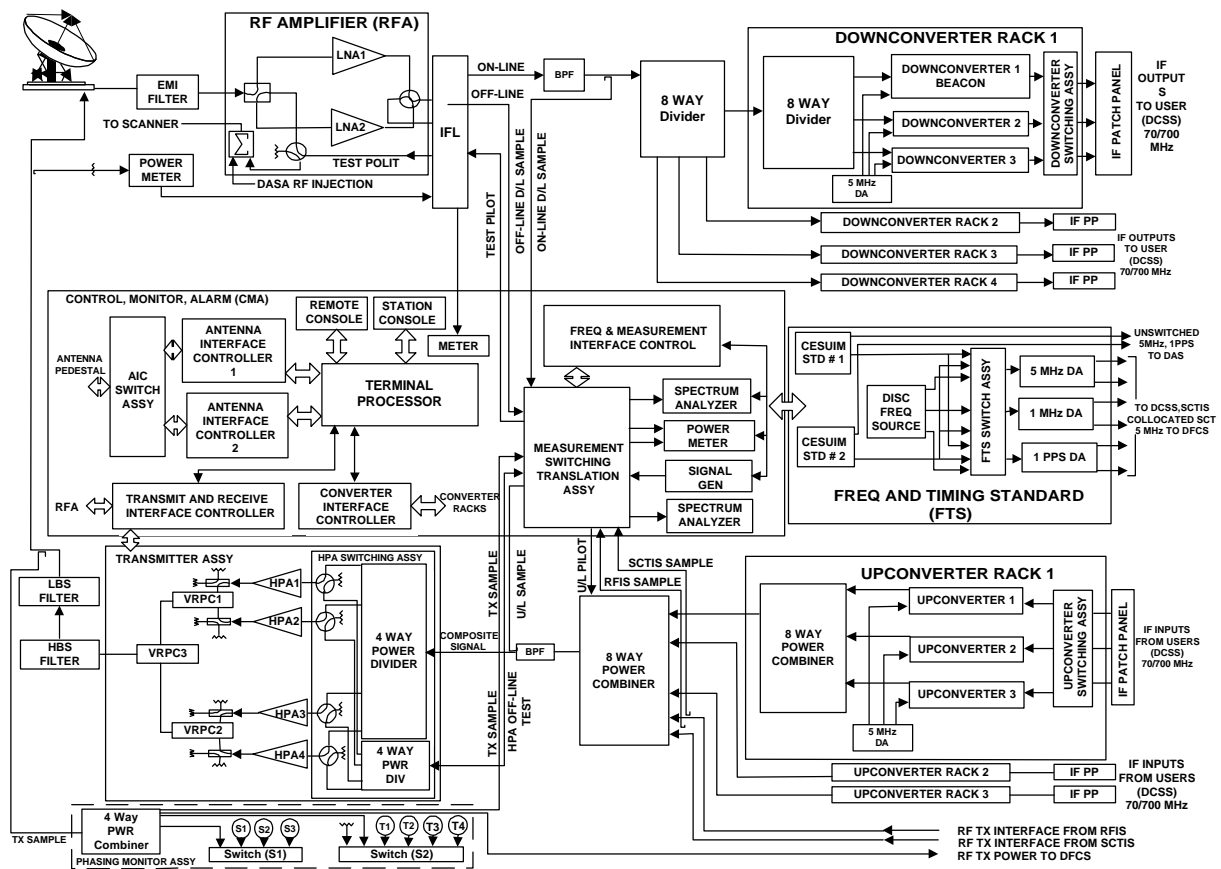 RF AMPLIFIER (RFA)
LNA1
LNA2
EMI
FILTER
TO SCANNER
Σ
TEST POLIT
DASA RF INJECTION
POWER
METER
IFL
ON-LINE
OFF-LINE
BPF
8 WAY
Divider
DOWNCONVERTER RACK 1
8 WAY
Divider
DOWNCONVERTER 1
BEACON
DOWNCONVERTER 2
DOWNCONVERTER 3
5 MHz
DA
DOWNCONVERTER
SWITCHING ASSY
IF PATCH PANEL
IF
OUTPUT
S
TO USER
(DCSS)
70/700
MHz
DOWNCONVERTER RACK 2
IF PP
DOWNCONVERTER RACK 3
IF PP
DOWNCONVERTER RACK 4
IF PP
IF OUTPUTS
TO USER
(DCSS)
70/700 MHz
TEST PILOT
OFF-LINE D/L SAMPLE
ON-LINE D/L SAMPLE
CONTROL, MONITOR, ALARM (CMA)
REMOTE
CONSOLE
STATION
CONSOLE
METER
ANTENNA
PEDESTAL
AIC
SWITCH
ASSY
ANTENNA
INTERFACE
CONTROLLER
1
ANTENNA
INTERFACE
CONTROLLER
2
TERMINAL
PROCESSOR
RFA
TRANSMIT AND RECEIVE
INTERFACE CONTROLLER
CONVERTER
INTERFACE
CONTROLLER
CONVERTER
RACKS
FREQ & MEASUREMENT
INTERFACE CONTROL
MEASUREMENT
SWITCHING
TRANSLATION
ASSY
SPECTRUM
ANALYZER
POWER
METER
SIGNAL
GEN
SPECTRUM
ANALYZER
CESUIM
STD # 1
CESUIM
STD # 2
DISC
FREQ
SOURCE
FTS SWITCH ASSY
5 MHz DA
1 MHz DA
1 PPS DA
FREQ AND TIMING STANDARD
(FTS)
UNSWITCHED
5MHz, 1PPS
TO DAS
TO DCSS,SCTIS
COLLOCATED SCT
5 MHz TO DFCS
TRANSMITTER ASSY
HPA SWITCHING ASSY
HPA1
HPA2
HPA3
HPA4
VRPC1
VRPC2
VRPC3
4 WAY
POWER
DIVIDER
4 WAY
PWR
DIV
LBS
FILTER
HBS
FILTER
COMPOSITE
SIGNAL
BPF
TX SAMPLE
U/L SAMPLE
TX SAMPLE
HPA OFF-LINE
TEST
U/L PILOT
RFIS SAMPLE
SCTIS SAMPLE
8 WAY
POWER
COMBINER
UPCONVERTER RACK 1
8 WAY
POWER
COMBINER
UPCONVERTER 1
UPCONVERTER 2
UPCONVERTER 3
5 MHz
DA
UPCONVERTER
SWITCHING ASSY
IF PATCH PANEL
IF INPUTS
FROM USERS
(DCSS)
70/700 MHz
UPCONVERTER RACK 2
IF PP
UPCONVERTER RACK 3
IF PP
IF INPUTS
FROM USERS
(DCSS)
70/700 MHz
TX SAMPLE
4 Way
PWR
Combiner
PHASING MONITOR ASSY
S1
S2
S3
Switch (S1)
T1
T2
T3
T4
Switch (S2)
RF TX INTERFACE FROM RFIS
RF TX INTERFACE FROM SCTIS
RF TX POWER TO DFCS